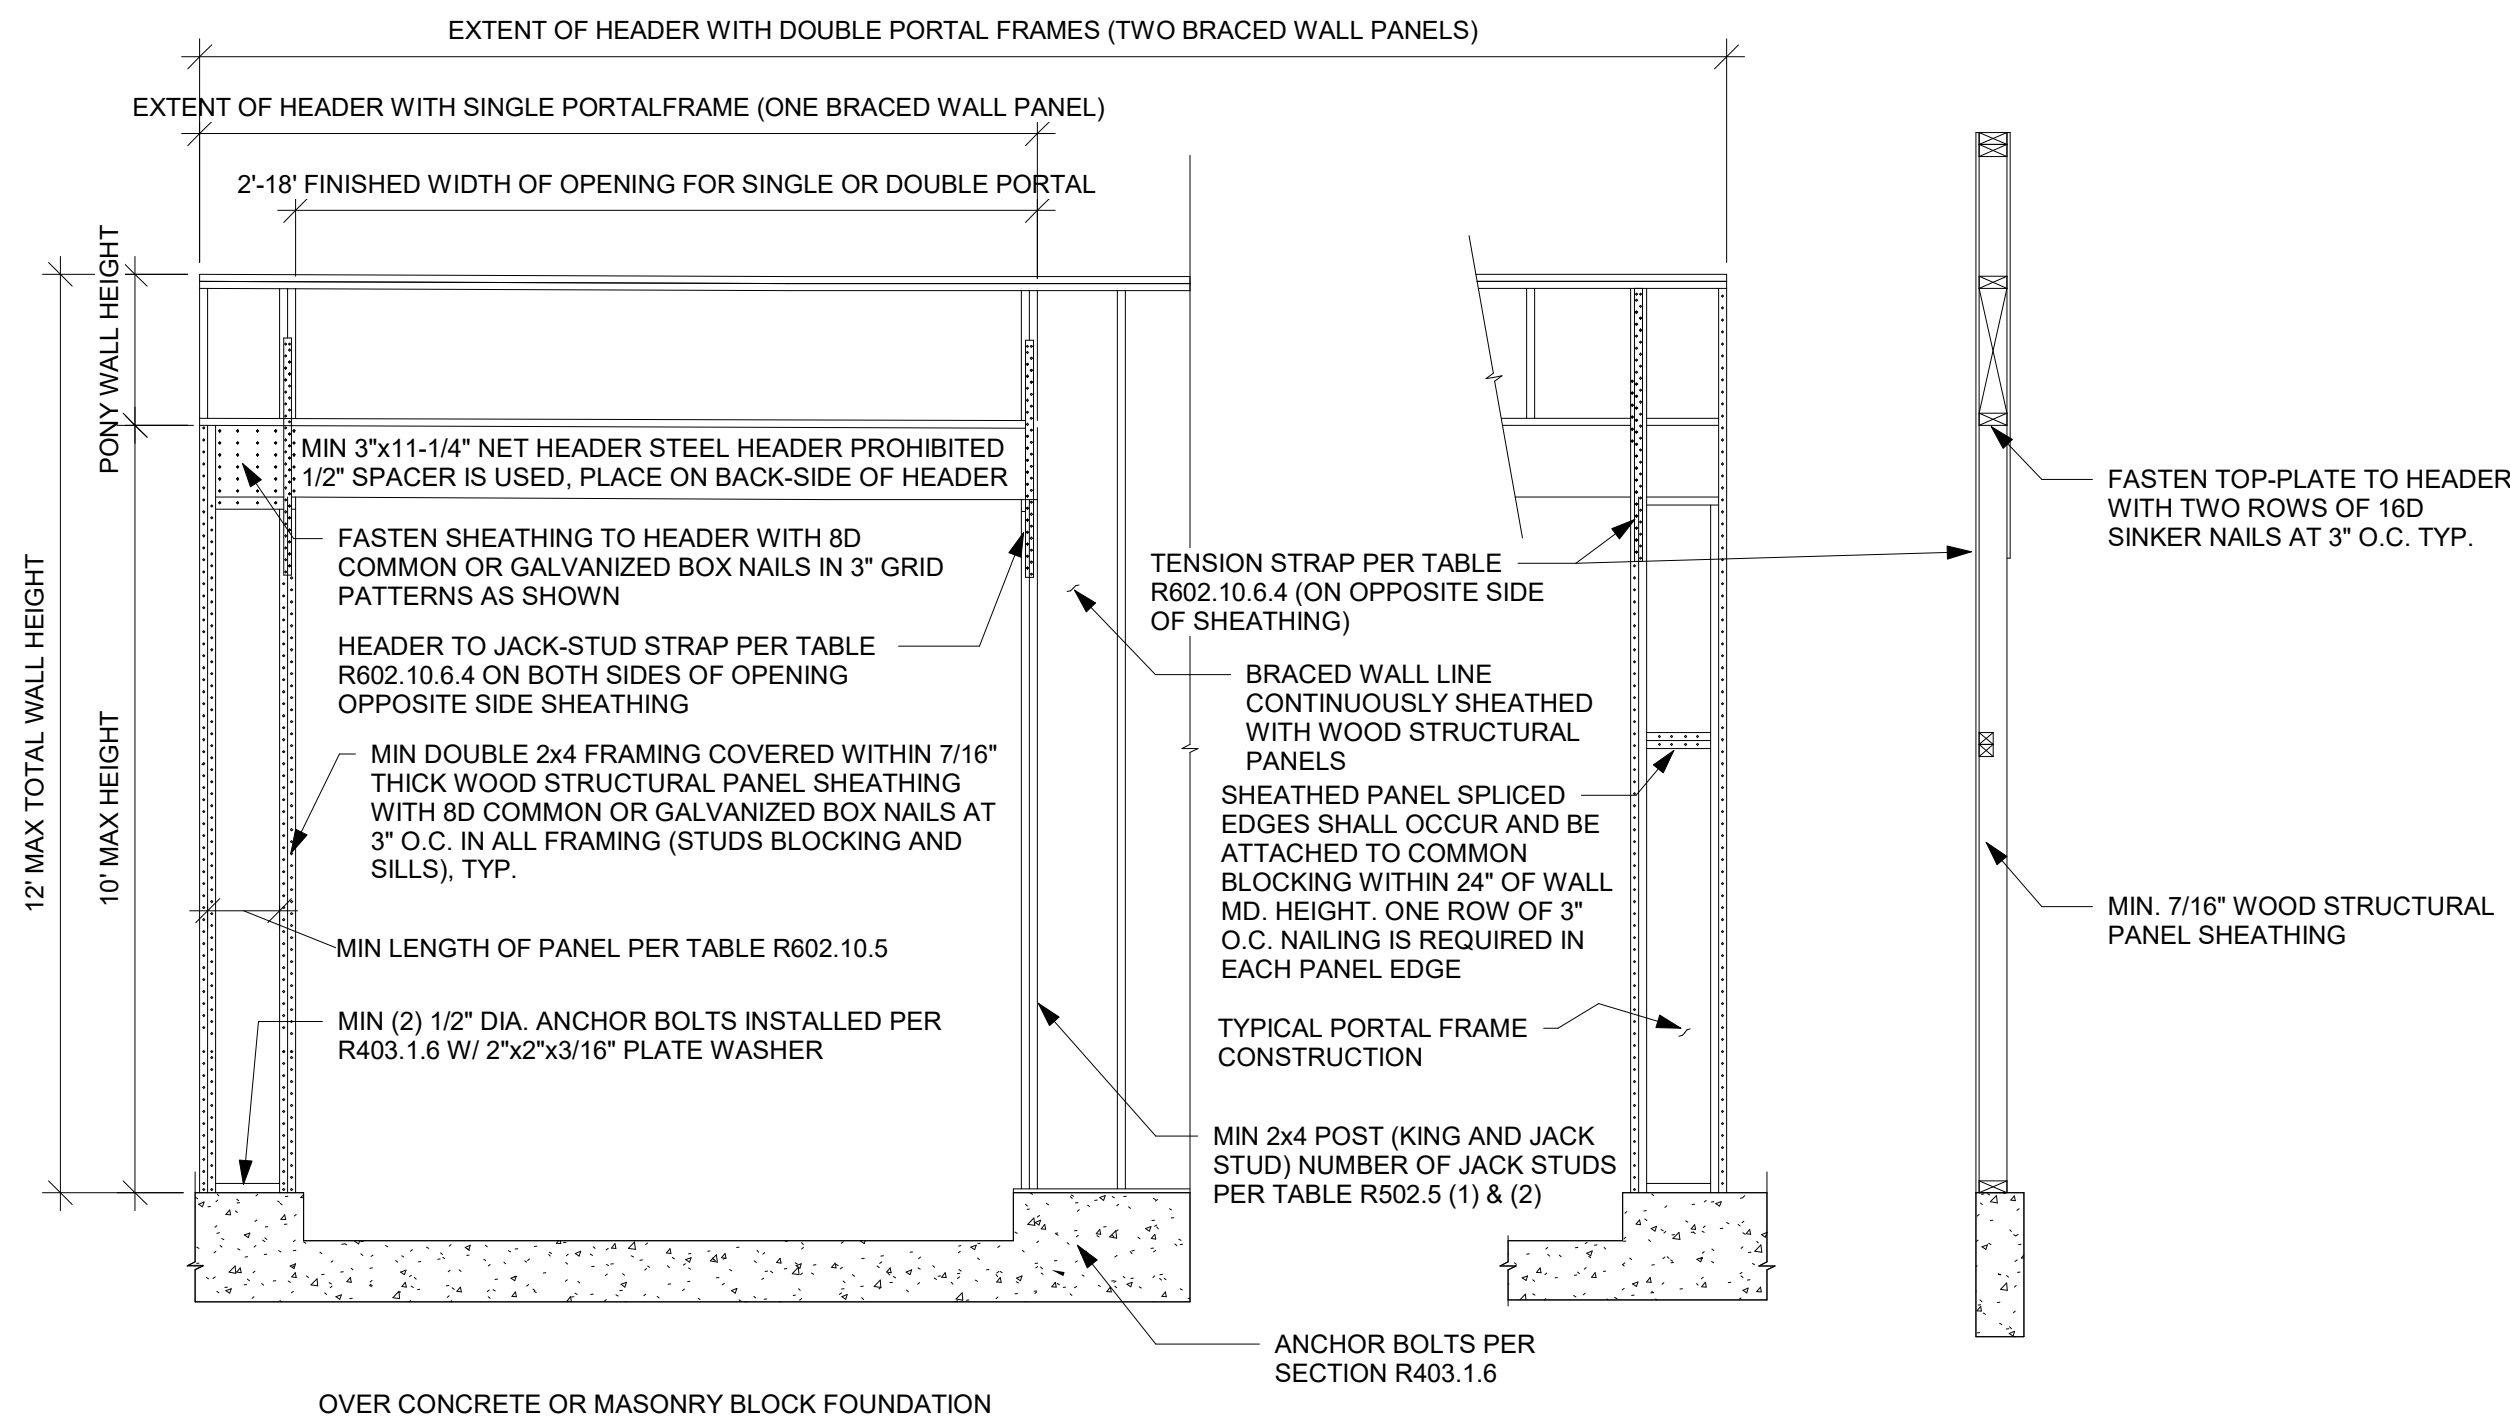 EXTENT OF HEADER WITH DOUBLE PORTAL FRAMES (TWO BRACED WALL PANELS)
EXTENT OF HEADER WITH SINGLE PORTALFRAME (ONE BRACED WALL PANEL)
2'-18' FINISHED WIDTH OF OPENING FOR SINGLE OR DOUBLE PORTAL
PONY WALL HEIGHT
12' MAX TOTAL WALL HEIGHT
10' MAX HEIGHT
MIN 3"x11-1/4" NET HEADER STEEL HEADER PROHIBITED
1/2" SPACER IS USED, PLACE ON BACK-SIDE OF HEADER
FASTEN SHEATHING TO HEADER WITH 8D
COMMON OR GALVANIZED BOX NAILS IN 3" GRID
PATTERNS AS SHOWN
HEADER TO JACK-STUD STRAP PER TABLE
R602.10.6.4 ON BOTH SIDES OF OPENING
OPPOSITE SIDE SHEATHING
MIN DOUBLE 2x4 FRAMING COVERED WITHIN 7/16"
THICK WOOD STRUCTURAL PANEL SHEATHING
WITH 8D COMMON OR GALVANIZED BOX NAILS AT
3" O.C. IN ALL FRAMING (STUDS BLOCKING AND
SILLS), TYP.
MIN LENGTH OF PANEL PER TABLE R602.10.5
MIN (2) 1/2" DIA. ANCHOR BOLTS INSTALLED PER
R403.1.6 W/ 2"x2"x3/16" PLATE WASHER
TENSION STRAP PER TABLE
R602.10.6.4 (ON OPPOSITE SIDE
OF SHEATHING)
BRACED WALL LINE
CONTINUOUSLY SHEATHED
WITH WOOD STRUCTURAL
PANELS
SHEATHED PANEL SPLICED
EDGES SHALL OCCUR AND BE
ATTACHED TO COMMON
BLOCKING WITHIN 24" OF WALL
MD. HEIGHT. ONE ROW OF 3"
O.C. NAILING IS REQUIRED IN
EACH PANEL EDGE
TYPICAL PORTAL FRAME
CONSTRUCTION
MIN 2x4 POST (KING AND JACK
STUD) NUMBER OF JACK STUDS
PER TABLE R502.5 (1) & (2)
ANCHOR BOLTS PER
SECTION R403.1.6
FASTEN TOP-PLATE TO HEADER
WITH TWO ROWS OF 16D
SINKER NAILS AT 3" O.C. TYP.
MIN. 7/16" WOOD STRUCTURAL
PANEL SHEATHING
OVER CONCRETE OR MASONRY BLOCK FOUNDATION